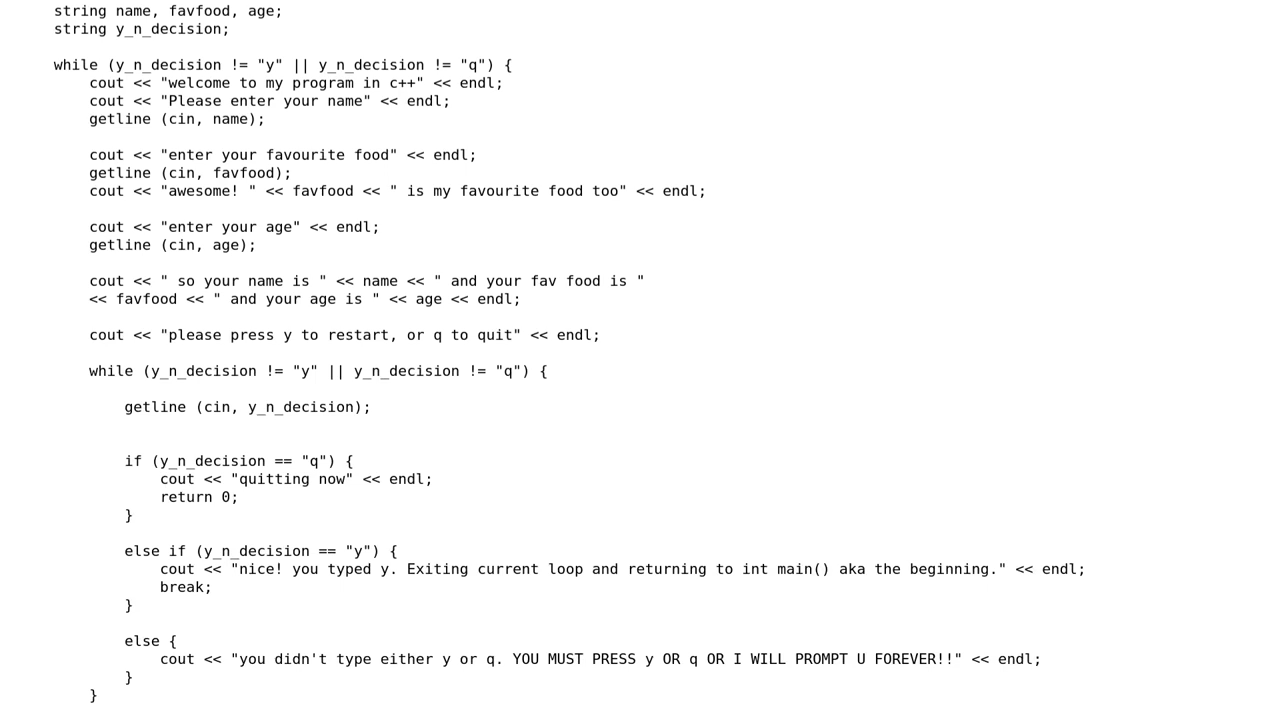 string name, favfood, age;
string y_n_decision;
while (y_n_decision != "y" || y_n_decision != "q") {
cout << "welcome to my program in c++" << endl;
cout << "Please enter your name" << endl;
getline (cin, name);
cout << "enter your favourite food" << endl;
getline (cin, favfood);
cout << "awesome! " << favfood << " is my favourite food too" << endl;
cout << "enter your age" << endl;
getline (cin, age);
cout << " so your name is " << name << " and your fav food is "
<< favfood << " and your age is " << age << endl;
cout << "please press y to restart, or q to quit" << endl;
while (y_n_decision != "y" || y_n_decision != "q") {
getline (cin, y_n_decision);
if (y_n_decision == "q") {
cout << "quitting now" << endl;
return 0;
}
else if (y_n_decision == "y") {
cout << "nice! you typed y. Exiting current loop and returning to int main() aka the beginning." << endl;
break;
}
else {
cout << "you didn't type either y or q. YOU MUST PRESS y OR q OR I WILL PROMPT U FOREVER!!" << endl;
}
}